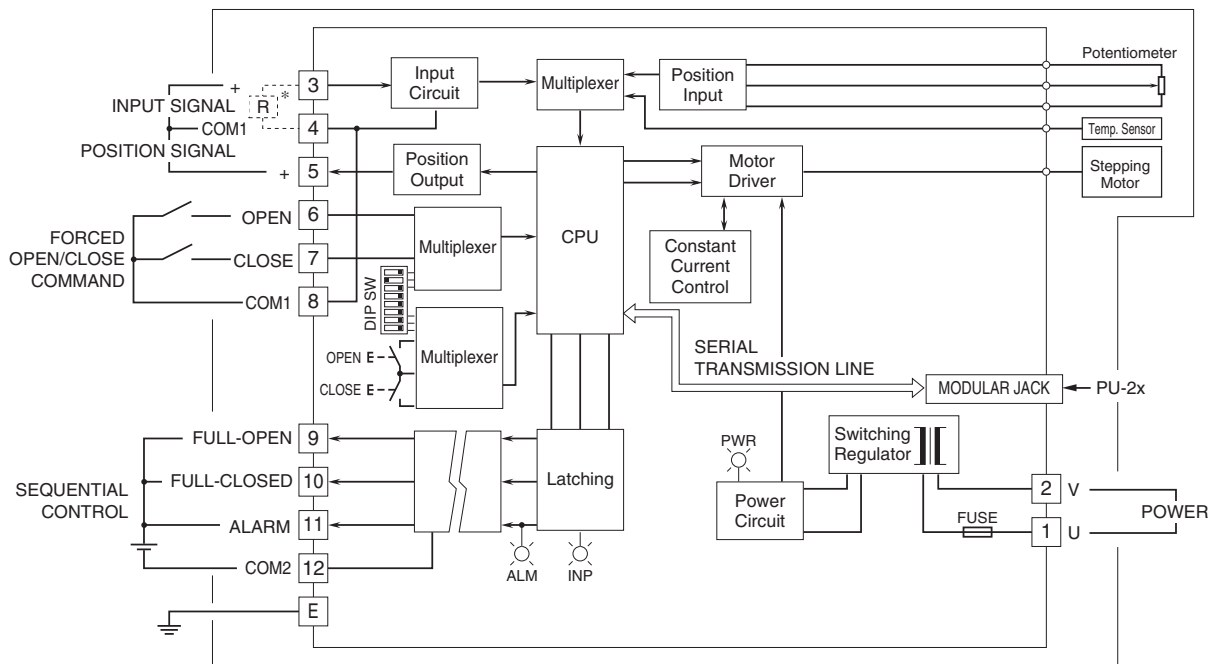 Potentiometer
3
Input
Circuit
Multiplexer
Position
Input
+
R *
INPUT SIGNAL
COM1
4
Temp. Sensor
POSITION SIGNAL
+
5
Position
Output
CPU
Motor
Driver
Stepping
Motor
OPEN
6
Multiplexer
FORCED
OPEN/CLOSE
COMMAND
CLOSE
7
Constant
Current
Control
COM1
8
DIP SW
OPEN E
CLOSE E
Multiplexer
SERIAL
TRANSMISSION LINE
MODULAR JACK
PU-2x
FULL-OPEN
9
FULL-CLOSED
10
SEQUENTIAL
CONTROL
ALARM
11
COM2
12
E
Latching
ALM
INP
PWR
Power
Circuit
Switching
Regulator
FUSE
2
V
1
U
POWER